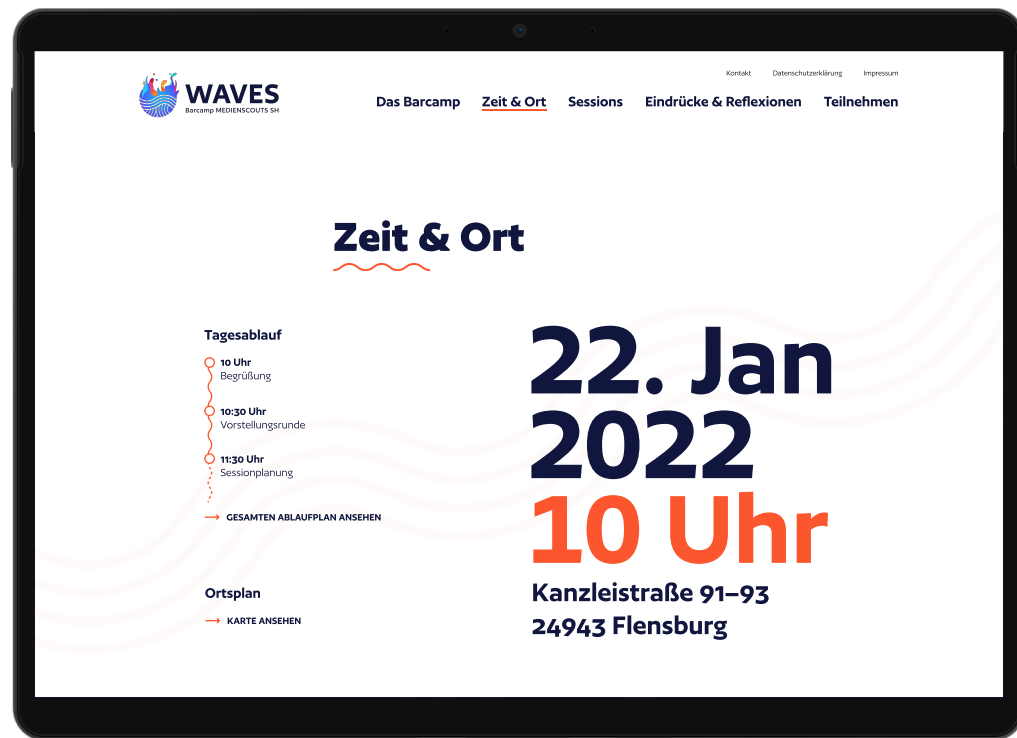 WAVES
Barcamp MEDIENSCOUTS SH
Kontakt Datenschutzerklärung Impressum
Das Barcamp Zeit & Ort Sessions Eindrücke & Reflexionen Teilnehmen
Zeit & Ort
Tagesablauf
10 Uhr
Begrüßung
10:30 Uhr
Vorstellungsrunde
11:30 Uhr
Sessionplanung
GESAMTEN ABLAUFPLAN ANSEHEN
Ortsplan
KARTE ANSEHEN
22. Jan
2022
10 Uhr
Kanzleistraße 91–93
24943 Flensburg